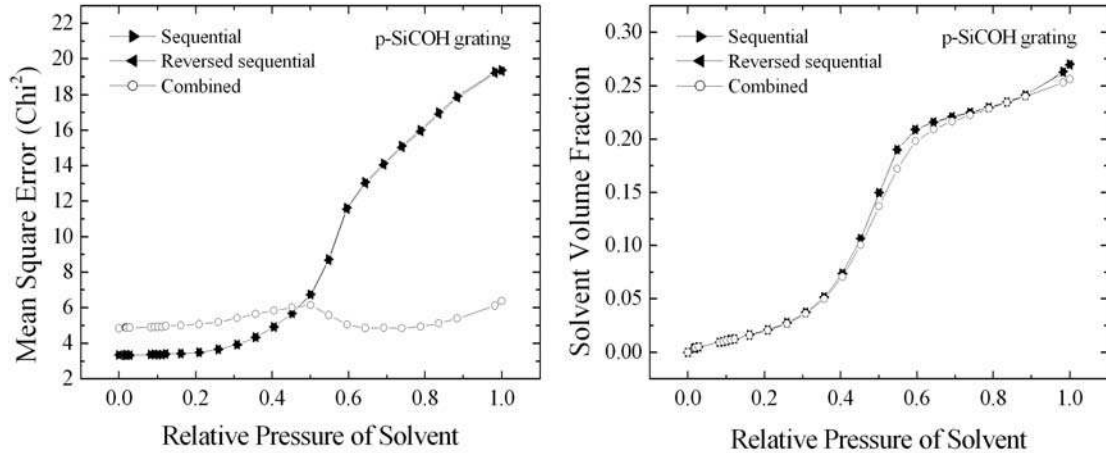 Mean Square Error (Chi²)
22
20
18
16
14
12
10
8
6
4
2
Sequential
Reversed sequential
Combined
p-SiCOH grating
0.0 0.2 0.4 0.6 0.8 1.0
Relative Pressure of Solvent
Solvent Volume Fraction
0.30
0.25
0.20
0.15
0.10
0.05
0.00
Sequential
Reversed sequential
Combined
p-SiCOH grating
0.0 0.2 0.4 0.6 0.8 1.0
Relative Pressure of Solvent